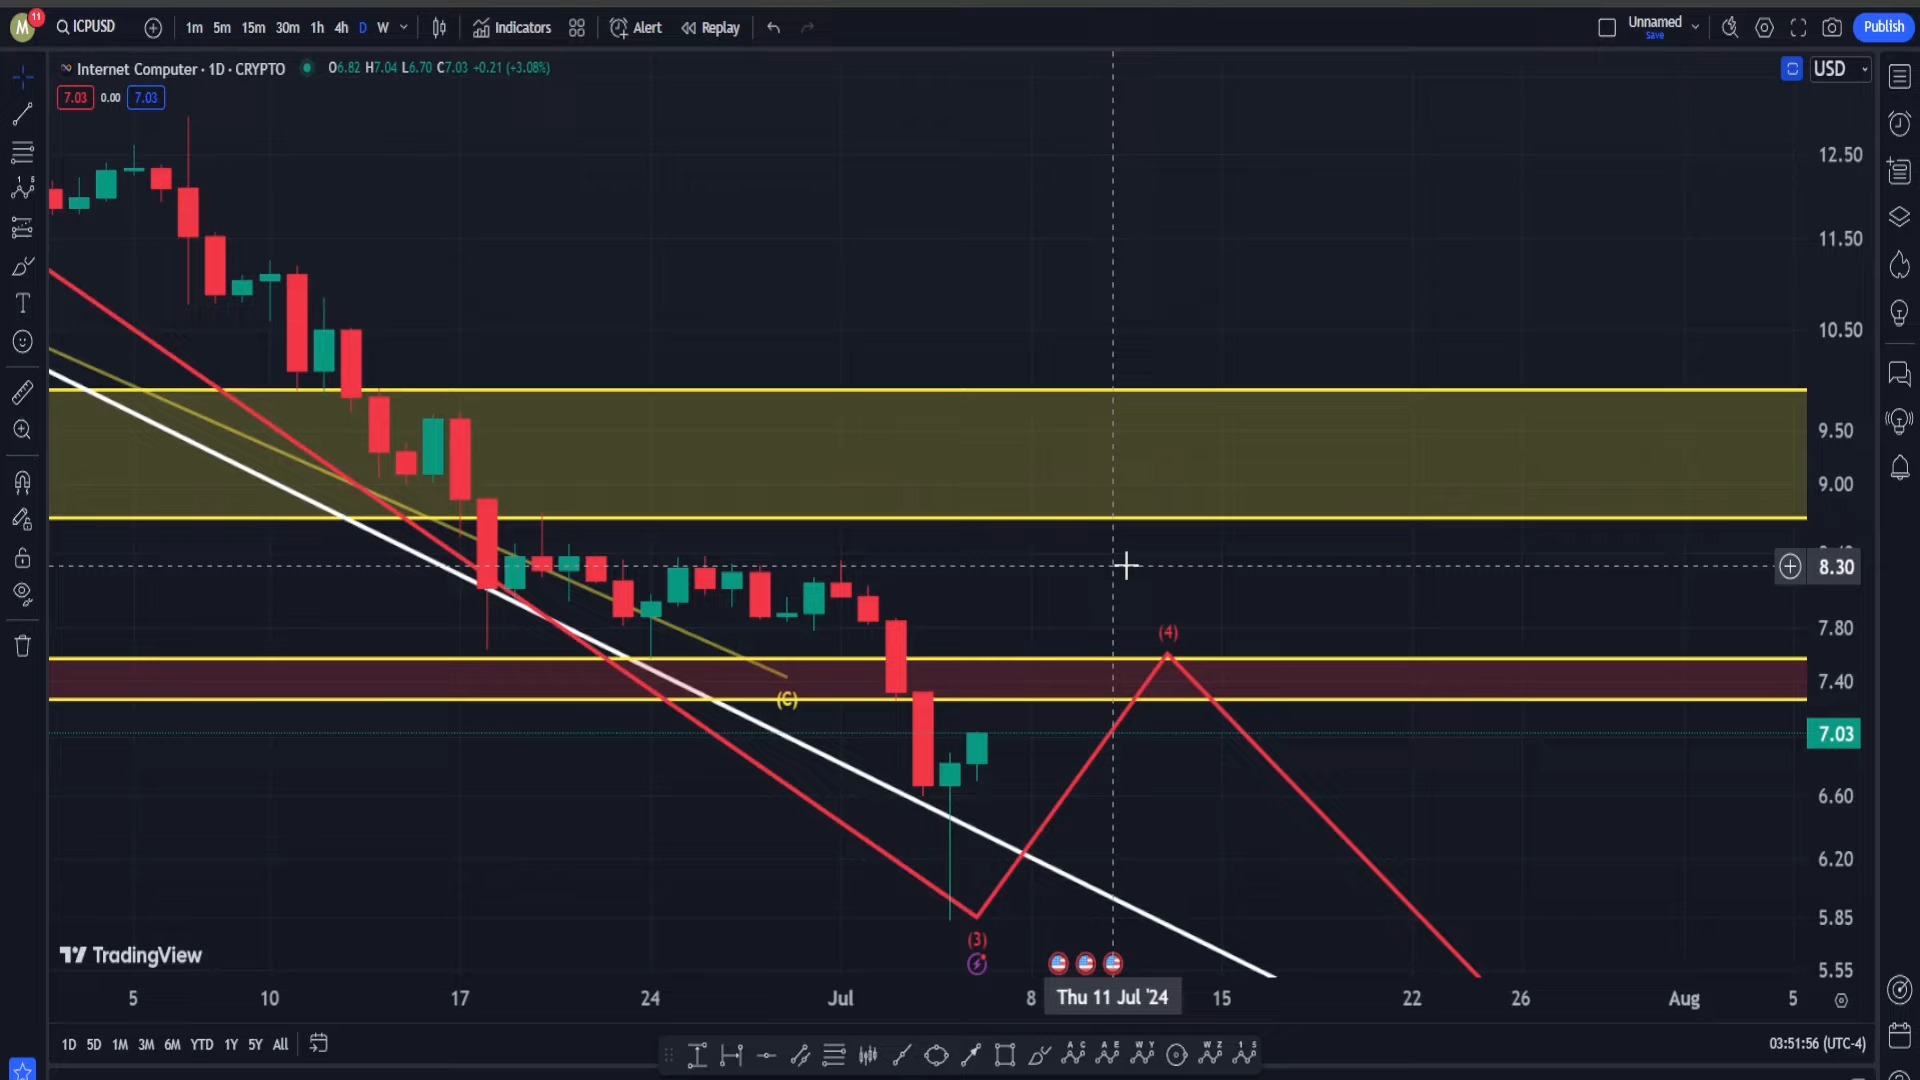 M 11 ICPUSD 1m 5m 15m 30m 1h 4h D W Indicators Alert Replay Unnamed Save Publish
Internet Computer · 1D · CRYPTO O6.82 H7.04 L6.70 C7.03 +0.21 (+3.08%) USD
7.03 0.00 7.03
12.50
11.50
10.50
9.50
9.00
8.30
7.80
(4)
7.40
(C)
7.03
6.60
6.20
5.85
(3)
TradingView
5.55
5 10 17 24 Jul 8 Thu 11 Jul '24 15 22 26 Aug 5
1D 5D 1M 3M 6M YTD 1Y 5Y All 03:51:56 (UTC-4)